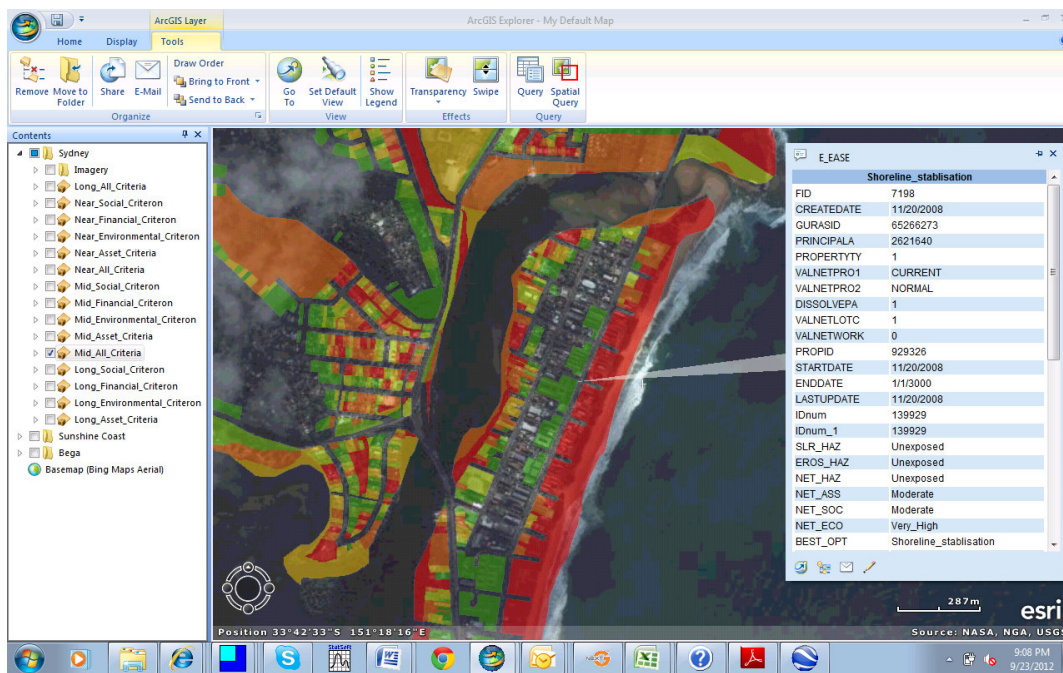 ArcGIS Layer
ArcGIS Explorer - My Default Map
Home Display Tools
Remove
Move to Folder
Share
E-Mail
Draw Order
Bring to Front
Send to Back
Go To
Set Default View
Show Legend
Transparency
Swipe
Query
Spatial Query
Organize View Effects Query
Contents
Sydney
Imagery
Long_All_Criteria
Near_Social_Criteron
Near_Financial_Criteron
Near_Environmental_Criteron
Near_Asset_Criteria
Near_All_Criteria
Mid_Social_Criteron
Mid_Financial_Criteron
Mid_Environmental_Criteron
Mid_Asset_Criteria
Mid_All_Criteria
Long_Social_Criteron
Long_Financial_Criteron
Long_Environmental_Criteron
Long_Asset_Criteria
Sunshine Coast
Bega
Basemap (Bing Maps Aerial)
E_EASE
Shoreline_stablisation
FID 7198
CREATEDATE 11/20/2008
GURASID 65266273
PRINCIPALA 2621640
PROPERTYTY 1
VALNETPRO1 CURRENT
VALNETPRO2 NORMAL
DISSOLVEPA 1
VALNETLOTC 1
VALNETWORK 0
PROPID 929326
STARTDATE 11/20/2008
ENDDATE 1/1/3000
LASTUPDATE 11/20/2008
IDnum 139929
IDnum_1 139929
SLR_HAZ Unexposed
EROS_HAZ Unexposed
NET_HAZ Unexposed
NET_ASS Moderate
NET_SOC Moderate
NET_ECO Very_High
BEST_OPT Shoreline_stablisation
287m
esri
Position 33°42'33"S 151°18'16"E
Source: NASA, NGA, USGS
StatSoft
9:08 PM
9/23/2012